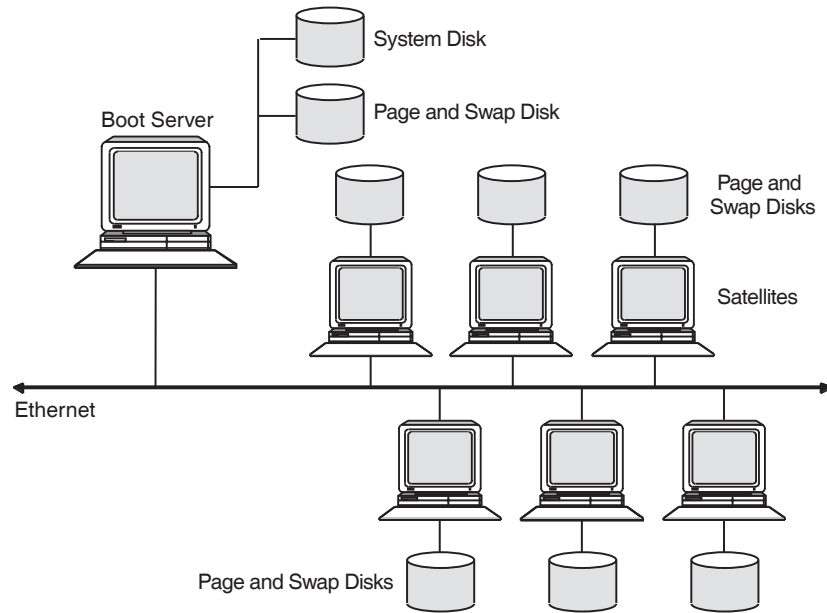 System Disk
Page and Swap Disk
Boot Server
Page and
Swap Disks
Satellites
Ethernet
Page and Swap Disks